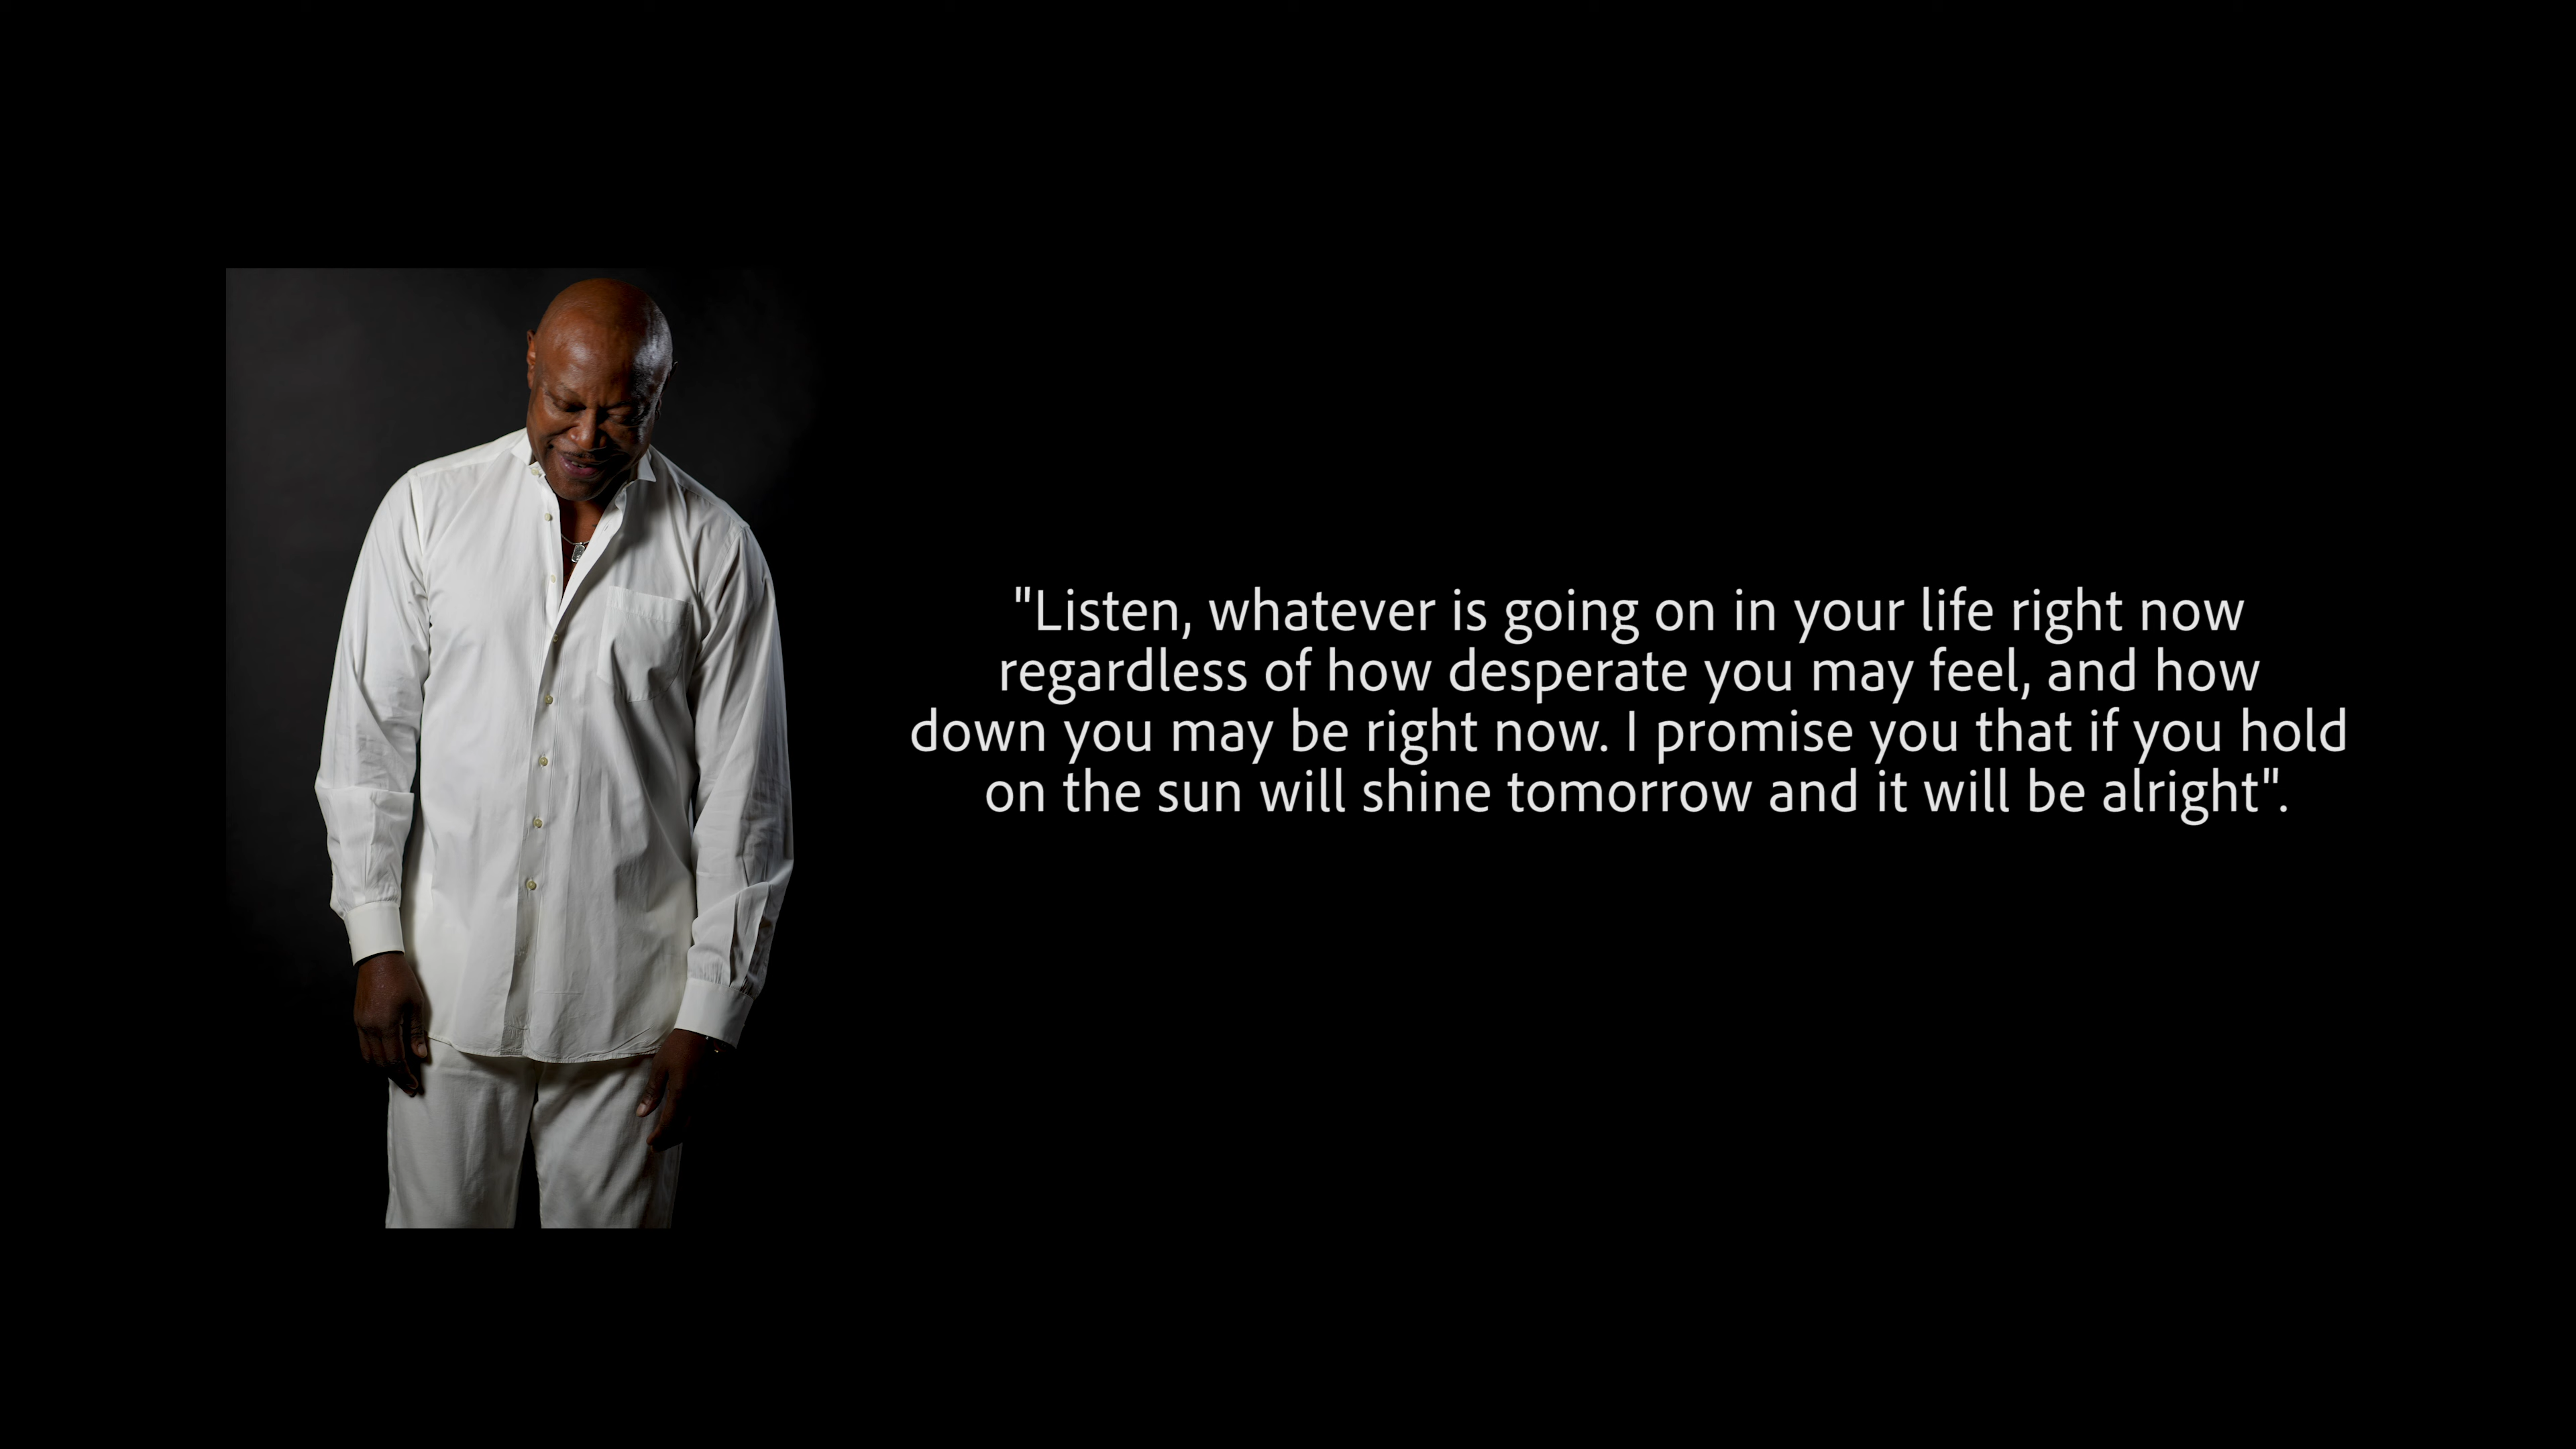 "Listen, whatever is going on in your life right now
regardless of how desperate you may feel, and how
down you may be right now. I promise you that if you hold
on the sun will shine tomorrow and it will be alright".